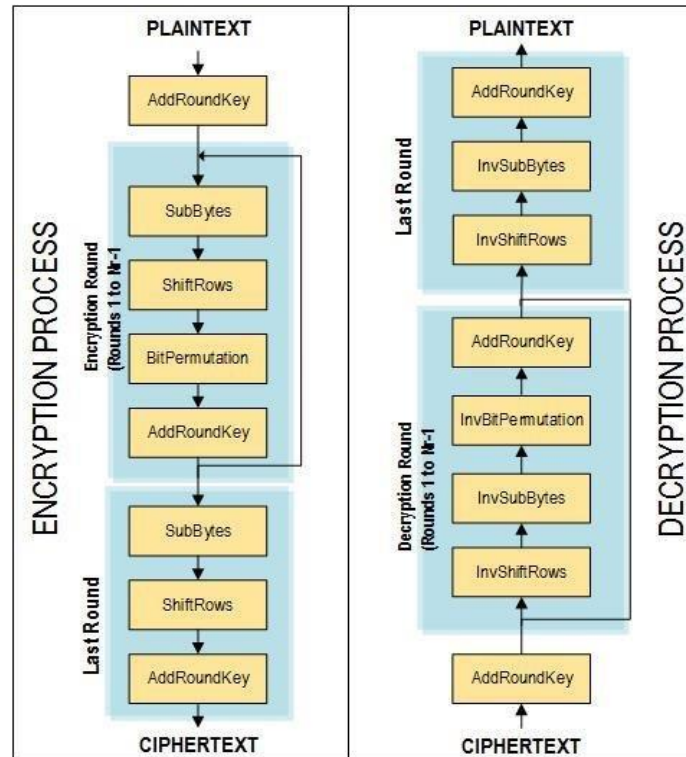 PLAINTEXT
AddRoundKey
SubBytes
ShiftRows
BitPermutation
AddRoundKey
SubBytes
ShiftRows
AddRoundKey
CIPHERTEXT
ENCRYPTION PROCESS
Encryption Round
(Rounds 1 to Nr-1
Last Round
PLAINTEXT
AddRoundKey
InvSubBytes
InvShiftRows
AddRoundKey
InvBitPermutation
InvSubBytes
InvShiftRows
AddRoundKey
CIPHERTEXT
Last Round
Decryption Round
(Rounds 1 to Nr-1
DECRYPTION PROCESS